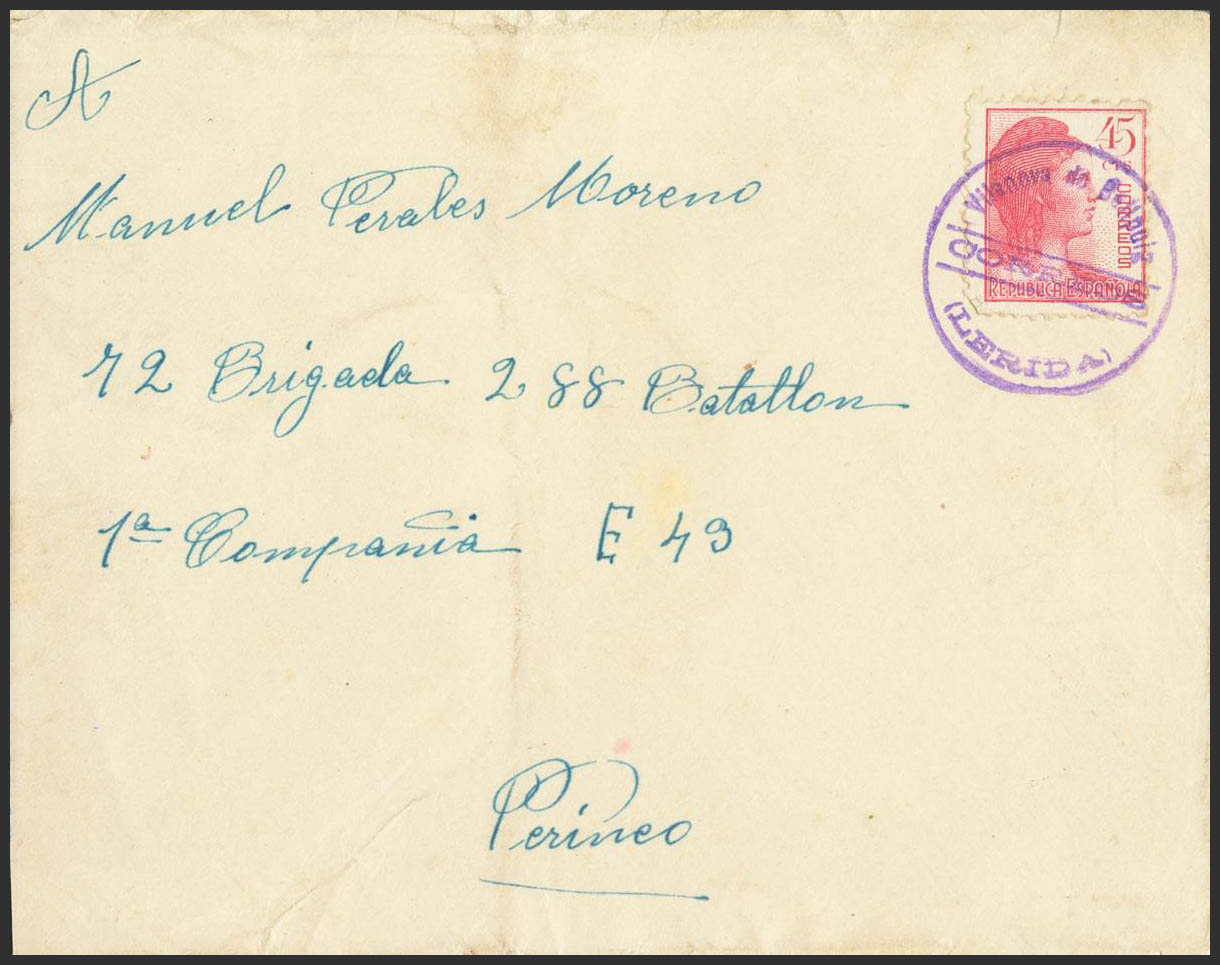 A
Manuel Perales Moreno
72 Brigada 288 Batallon
1ª Compañia E 49
Perineo
45
CTS
CORREOS
REPUBLICA ESPAÑOLA
Vilanova de
CORREOS
(LERIDA)